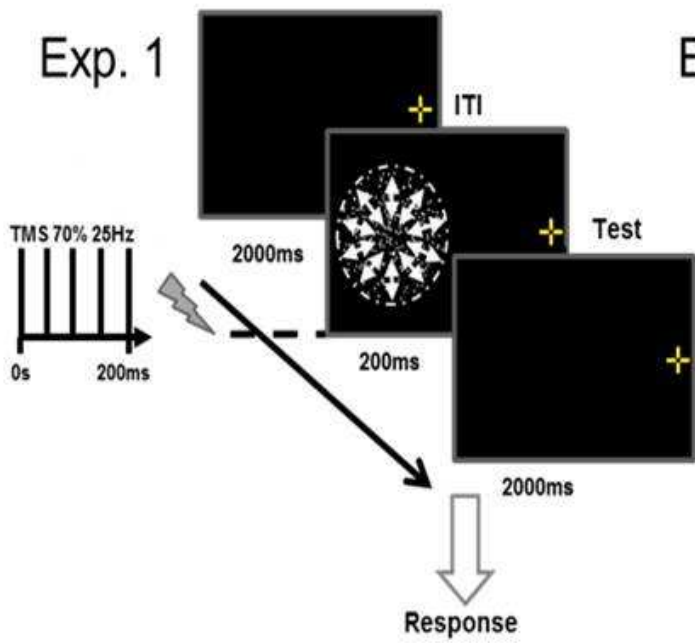 Exp. 1
E
ITI
TMS 70% 25Hz
2000ms
Test
0s
200ms
200ms
2000ms
Response